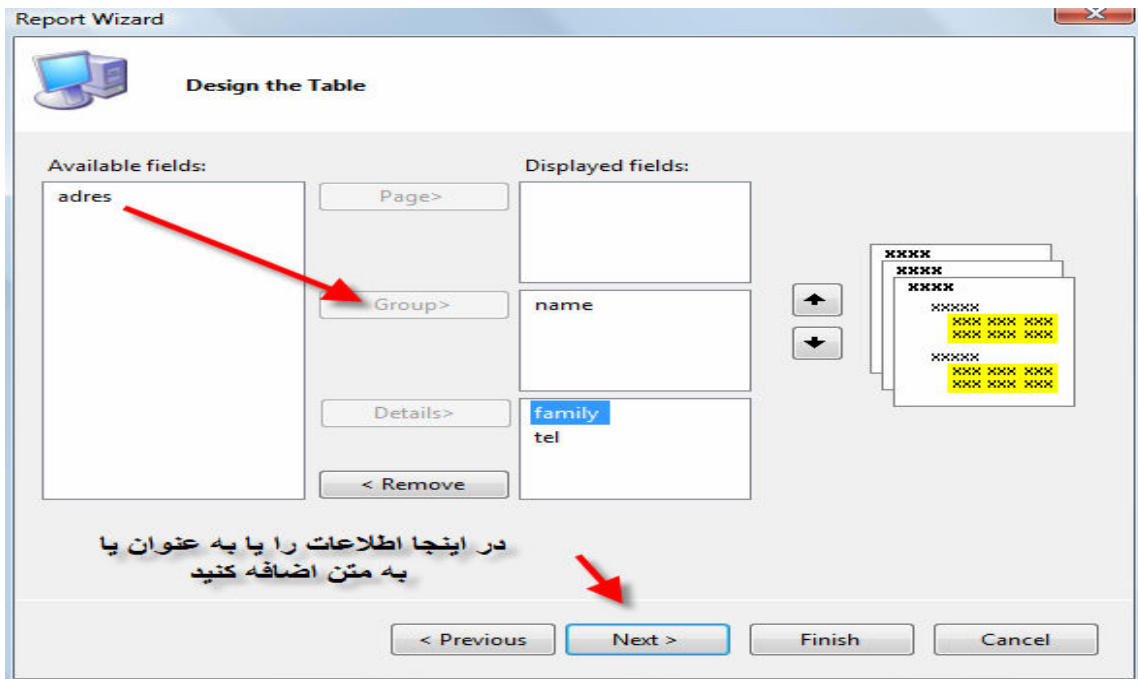 Report Wizard
Design the Table
Available fields:
Displayed fields:
adres
Page>
Group>
name
Details>
family
tel
< Remove
xxxx
xxxx
xxxx
xxxxx
xxx xxx xxx
xxx xxx xxx
xxxxx
xxx xxx xxx
xxx xxx xxx
در اینجا اطلاعات را یا به عنوان یا
به متن اضافه کنید
< Previous
Next >
Finish
Cancel